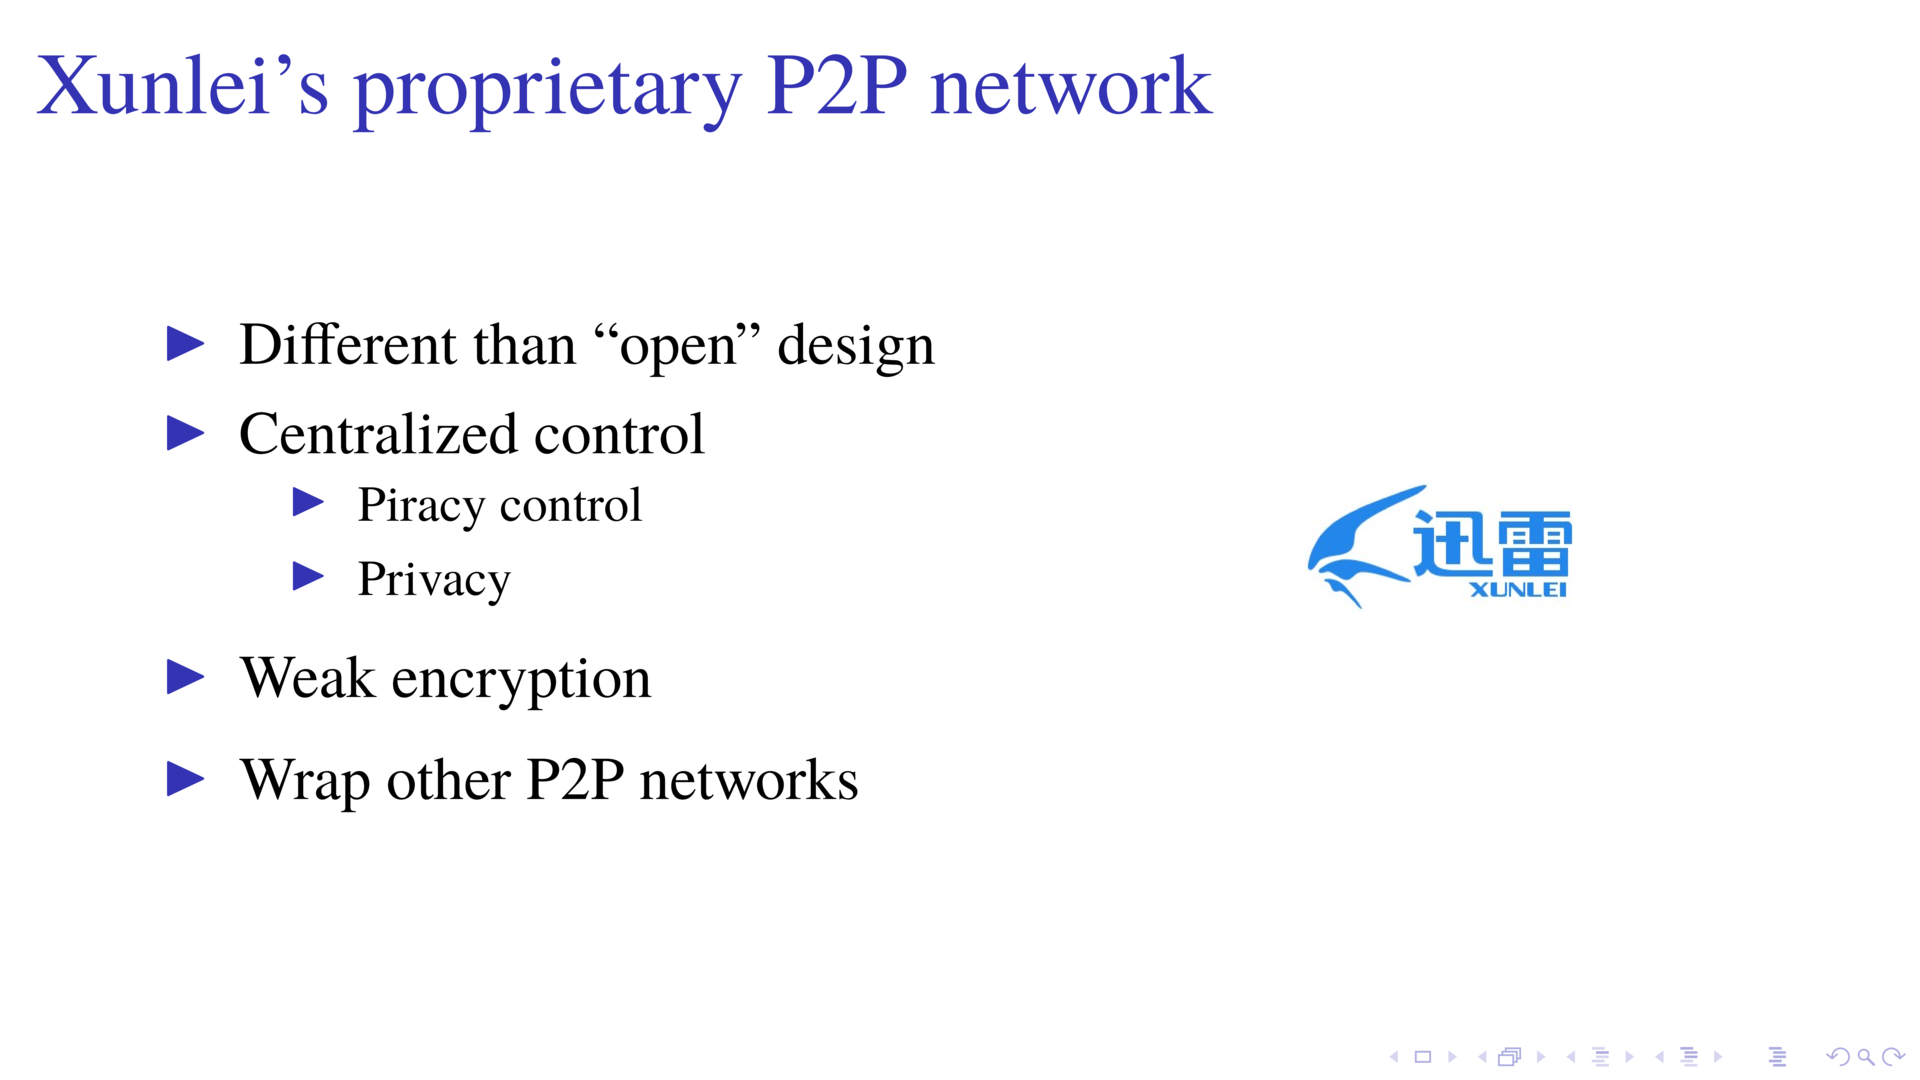 Xunlei’s proprietary P2P network
Different than “open” design
Centralized control
Piracy control
Privacy
Weak encryption
Wrap other P2P networks
迅雷
XUNLEI